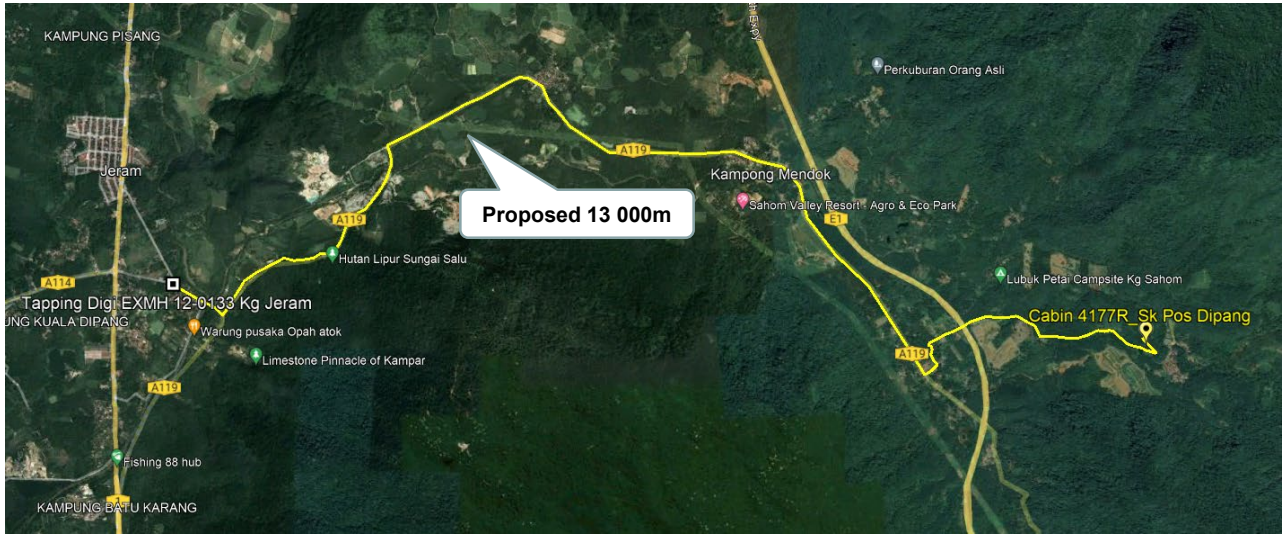 KAMPUNG PISANG
Perkuburan Orang Asli
A119
Jeram
Kampong Mendok
Proposed 13 000m
Sahom Valley Resort - Agro & Eco Park
A119
E1
Hutan Lipur Sungai Salu
A114
Lubuk Petai Campsite Kg Sahom
Tapping Digi EXMH 12-0133 Kg Jeram
Cabin 4177R_Sk Pos Dipang
UNG KUALA DIPANG
Warung pusaka Opah atok
A119
Limestone Pinnacle of Kampar
A119
Fishing 88 hub
1
KAMPUNG BATU KARANG